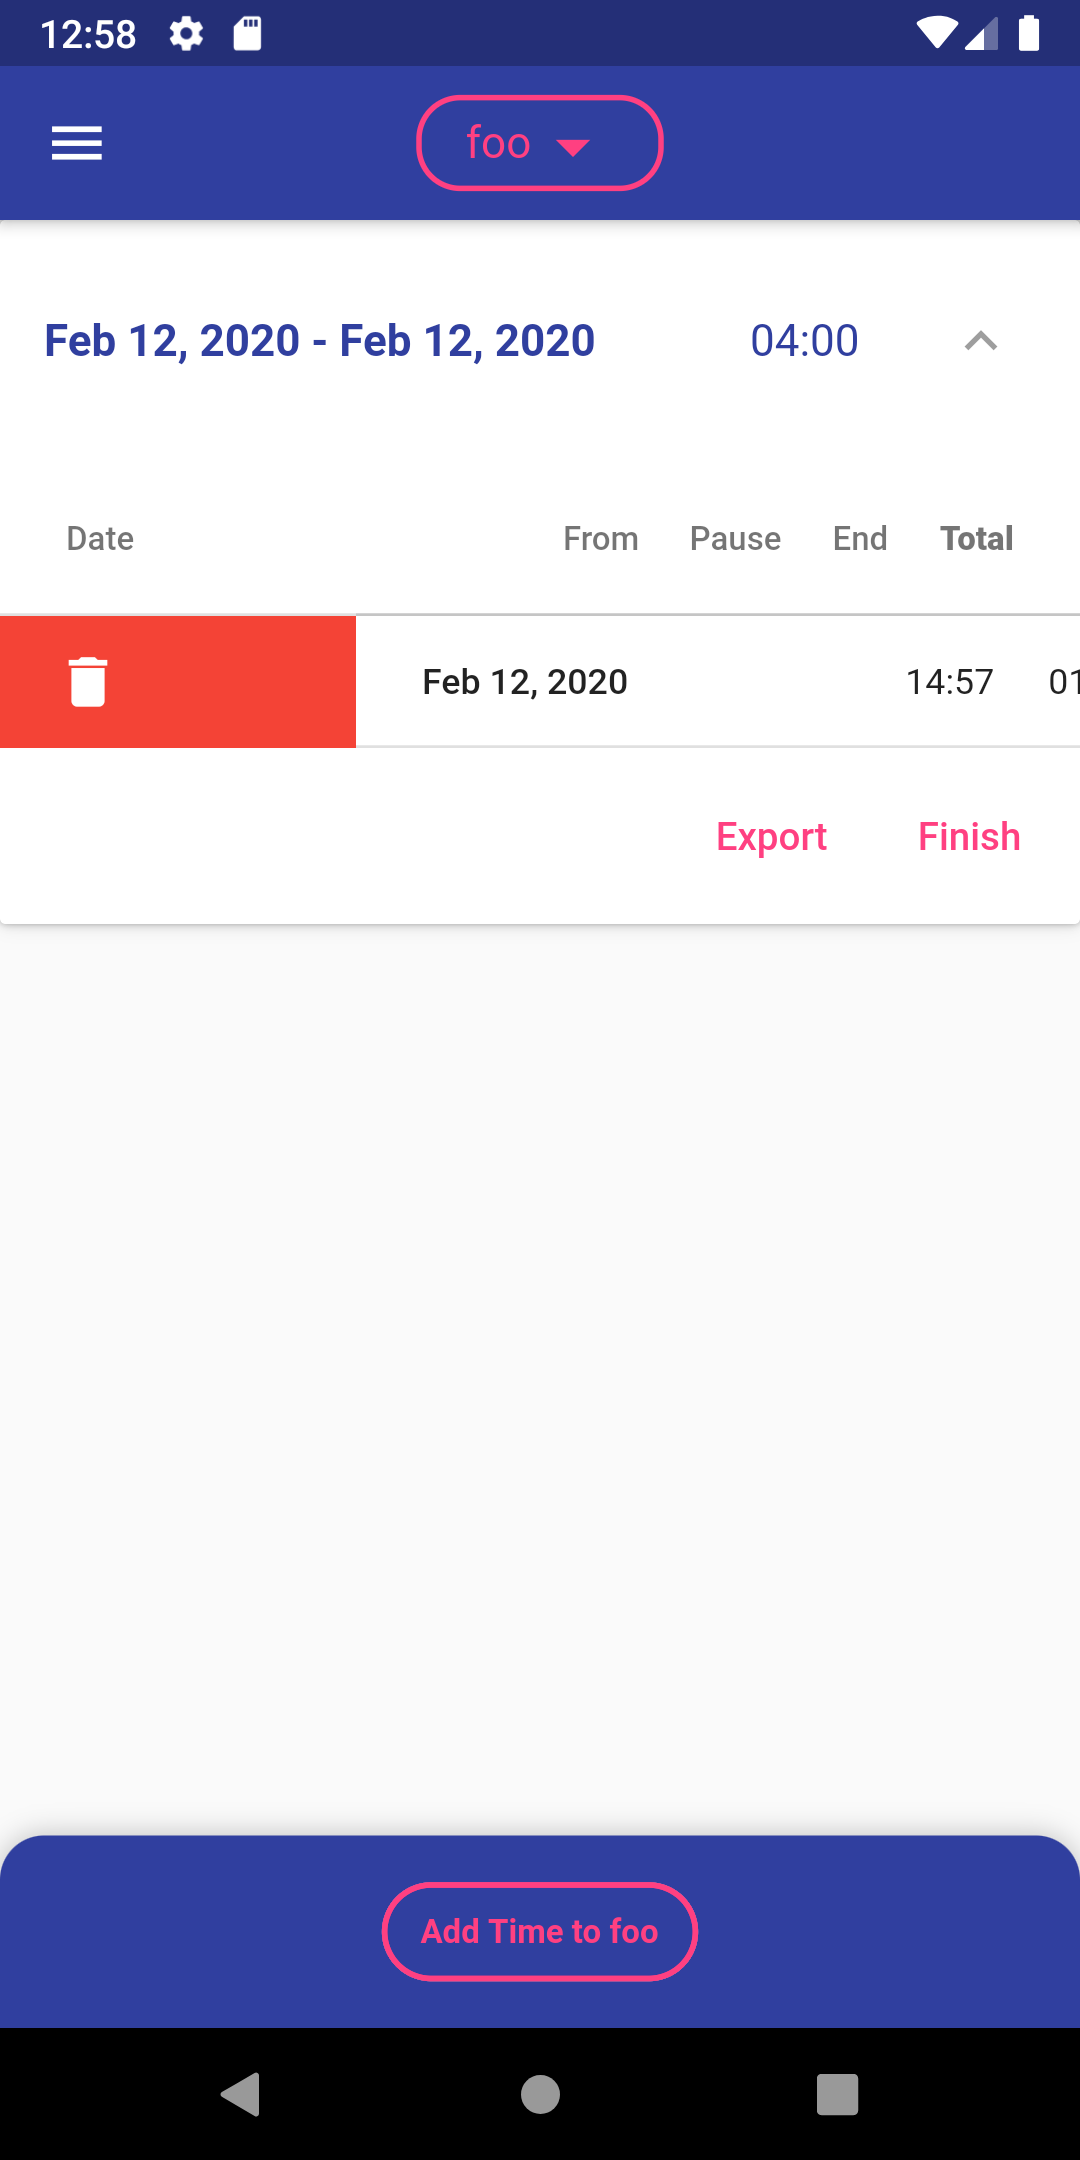 12:58
foo
Feb 12, 2020 - Feb 12, 2020 04:00
Date From Pause End Total
Feb 12, 2020 14:57 01
Export Finish
Add Time to foo